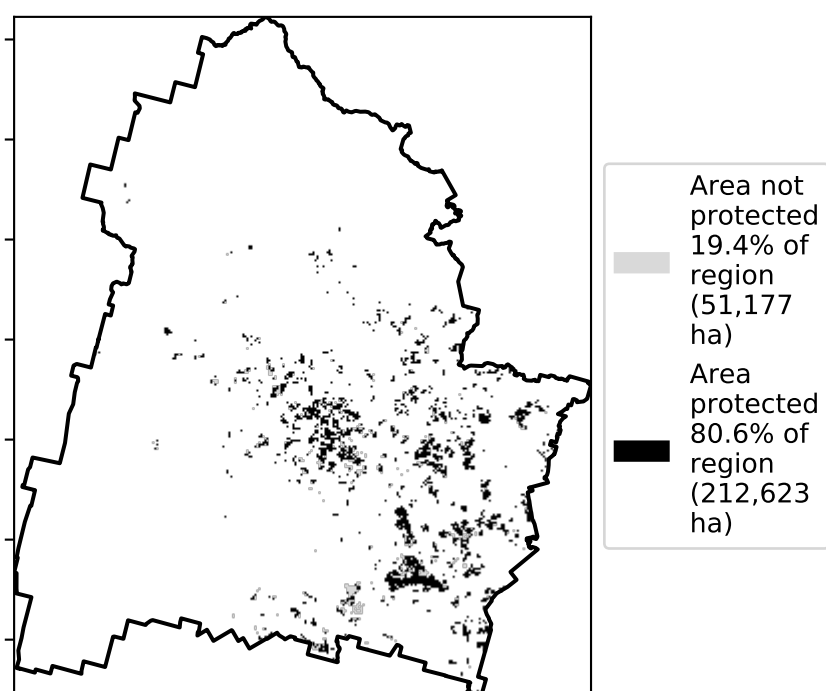 Area not
protected
19.4% of
region
(51,177
ha)
Area
protected
80.6% of
region
(212,623
ha)